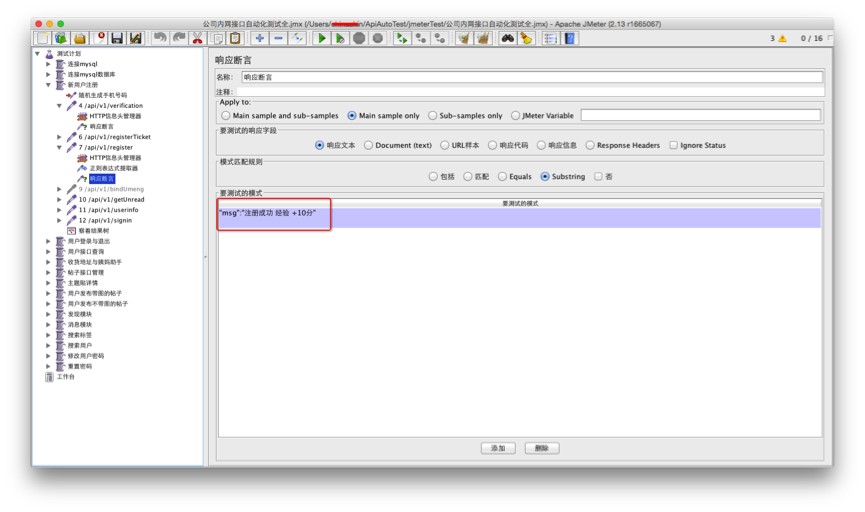 公司内网接口自动化测试全.jmx (/Users/
/ApiAutoTest/jmeterTest/公司内网接口自动化测试全.jmx) - Apache JMeter (2.13 r1665067)
3
0 / 16
测试计划
连接mysql
连接mysql数据库
新用户注册
随机生成手机号码
4 /api/v1/verification
HTTP信息头管理器
响应断言
6 /api/v1/registerTicket
7 /api/v1/register
HTTP信息头管理器
正则表达式提取器
响应断言
9 /api/v1/bindUmeng
10 /api/v1/getUnread
11 /api/v1/userinfo
12 /api/v1/signin
察看结果树
用户登录与退出
用户接口查询
收货地址与姨妈助手
帖子接口管理
主题贴详情
用户发布带图的帖子
用户发布不带图的帖子
发现模块
消息模块
搜索标签
搜索用户
修改用户密码
重置密码
工作台
响应断言
名称: 响应断言
注释:
Apply to:
Main sample and sub-samples Main sample only Sub-samples only JMeter Variable
要测试的响应字段
响应文本 Document (text) URL样本 响应代码 响应信息 Response Headers Ignore Status
模式匹配规则
包括 匹配 Equals Substring 否
要测试的模式
要测试的模式
"msg":"注册成功 经验 +10分"
添加 删除